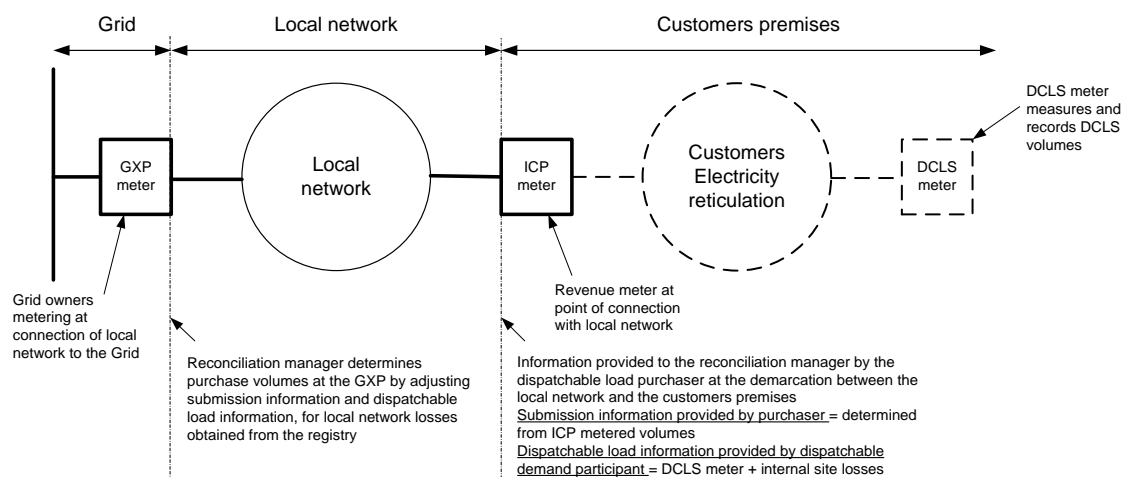 Grid
Local network
Customers premises
DCLS meter
measures and
records DCLS
volumes
GXP
meter
Local
network
ICP
meter
Customers
Electricity
reticulation
DCLS
meter
Grid owners
metering at
connection of local
network to the Grid
Revenue meter at
point of connection
with local network
Reconciliation manager determines
purchase volumes at the GXP by adjusting
submission information and dispatchable
load information, for local network losses
obtained from the registry
Information provided to the reconciliation manager by the
dispatchable load purchaser at the demarcation between the
local network and the customers premises
Submission information provided by purchaser = determined
from ICP metered volumes
Dispatchable load information provided by dispatchable
demand participant = DCLS meter + internal site losses